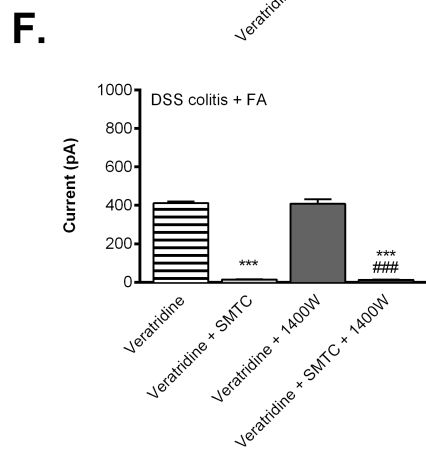 Veratridin
F.
DSS colitis + FA
Current (pA)
1000
800
600
400
200
0
***
***
###
Veratridine
Veratridine + SMTC
Veratridine + 1400W
Veratridine + SMTC + 1400W